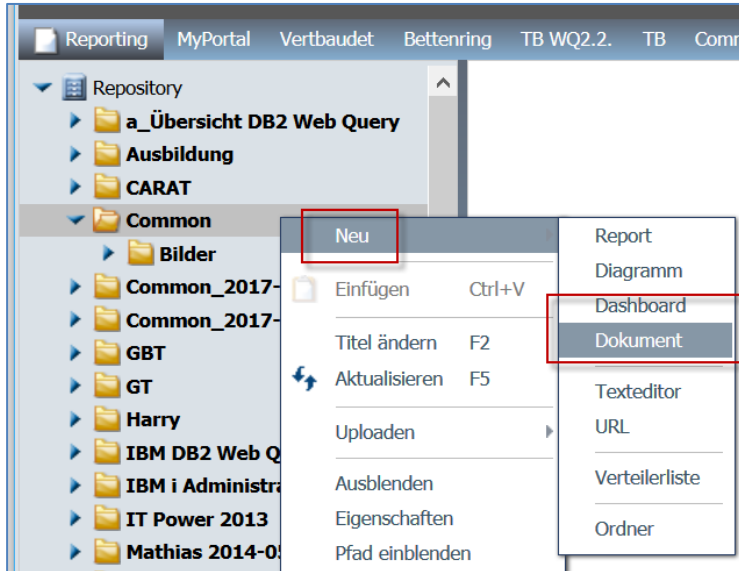 Reporting MyPortal Vertbaudet Bettenring TB WQ2.2. TB
Repository
a_Übersicht DB2 Web Query
Ausbildung
CARAT
Common
Bilder
Common_2017-
Common_2017-
GBT
GT
Harry
IBM DB2 Web Q
IBM i Administra
IT Power 2013
Mathias 2014-05
Neu
Einfügen Ctrl+V
Titel ändern F2
Aktualisieren F5
Uploaden
Ausblenden
Eigenschaften
Pfad einblenden
Report
Diagramm
Dashboard
Dokument
Texteditor
URL
Verteilerliste
Ordner